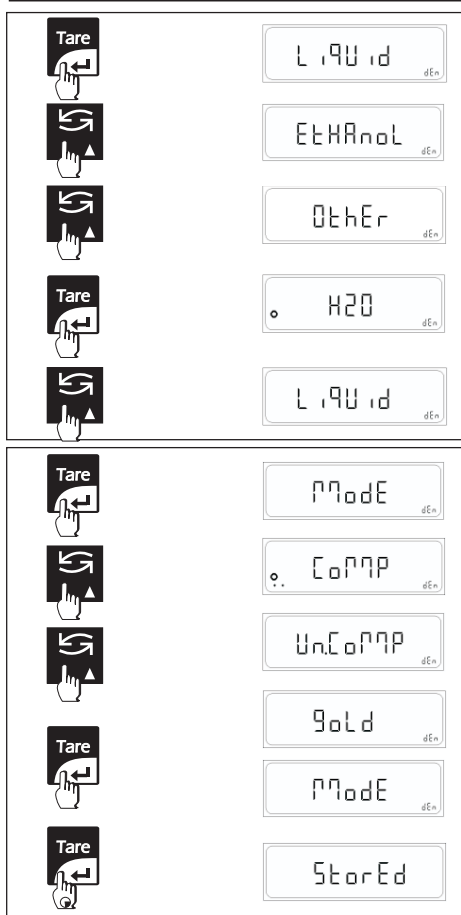 Tare
LiqUid
dEn
EtHAnoL
dEn
OthEr
dEn
Tare
H2O
dEn
LiqUid
dEn
Tare
ModE
dEn
CoMP
dEn
Un.CoMP
dEn
goLd
dEn
Tare
ModE
dEn
Tare
StorEd